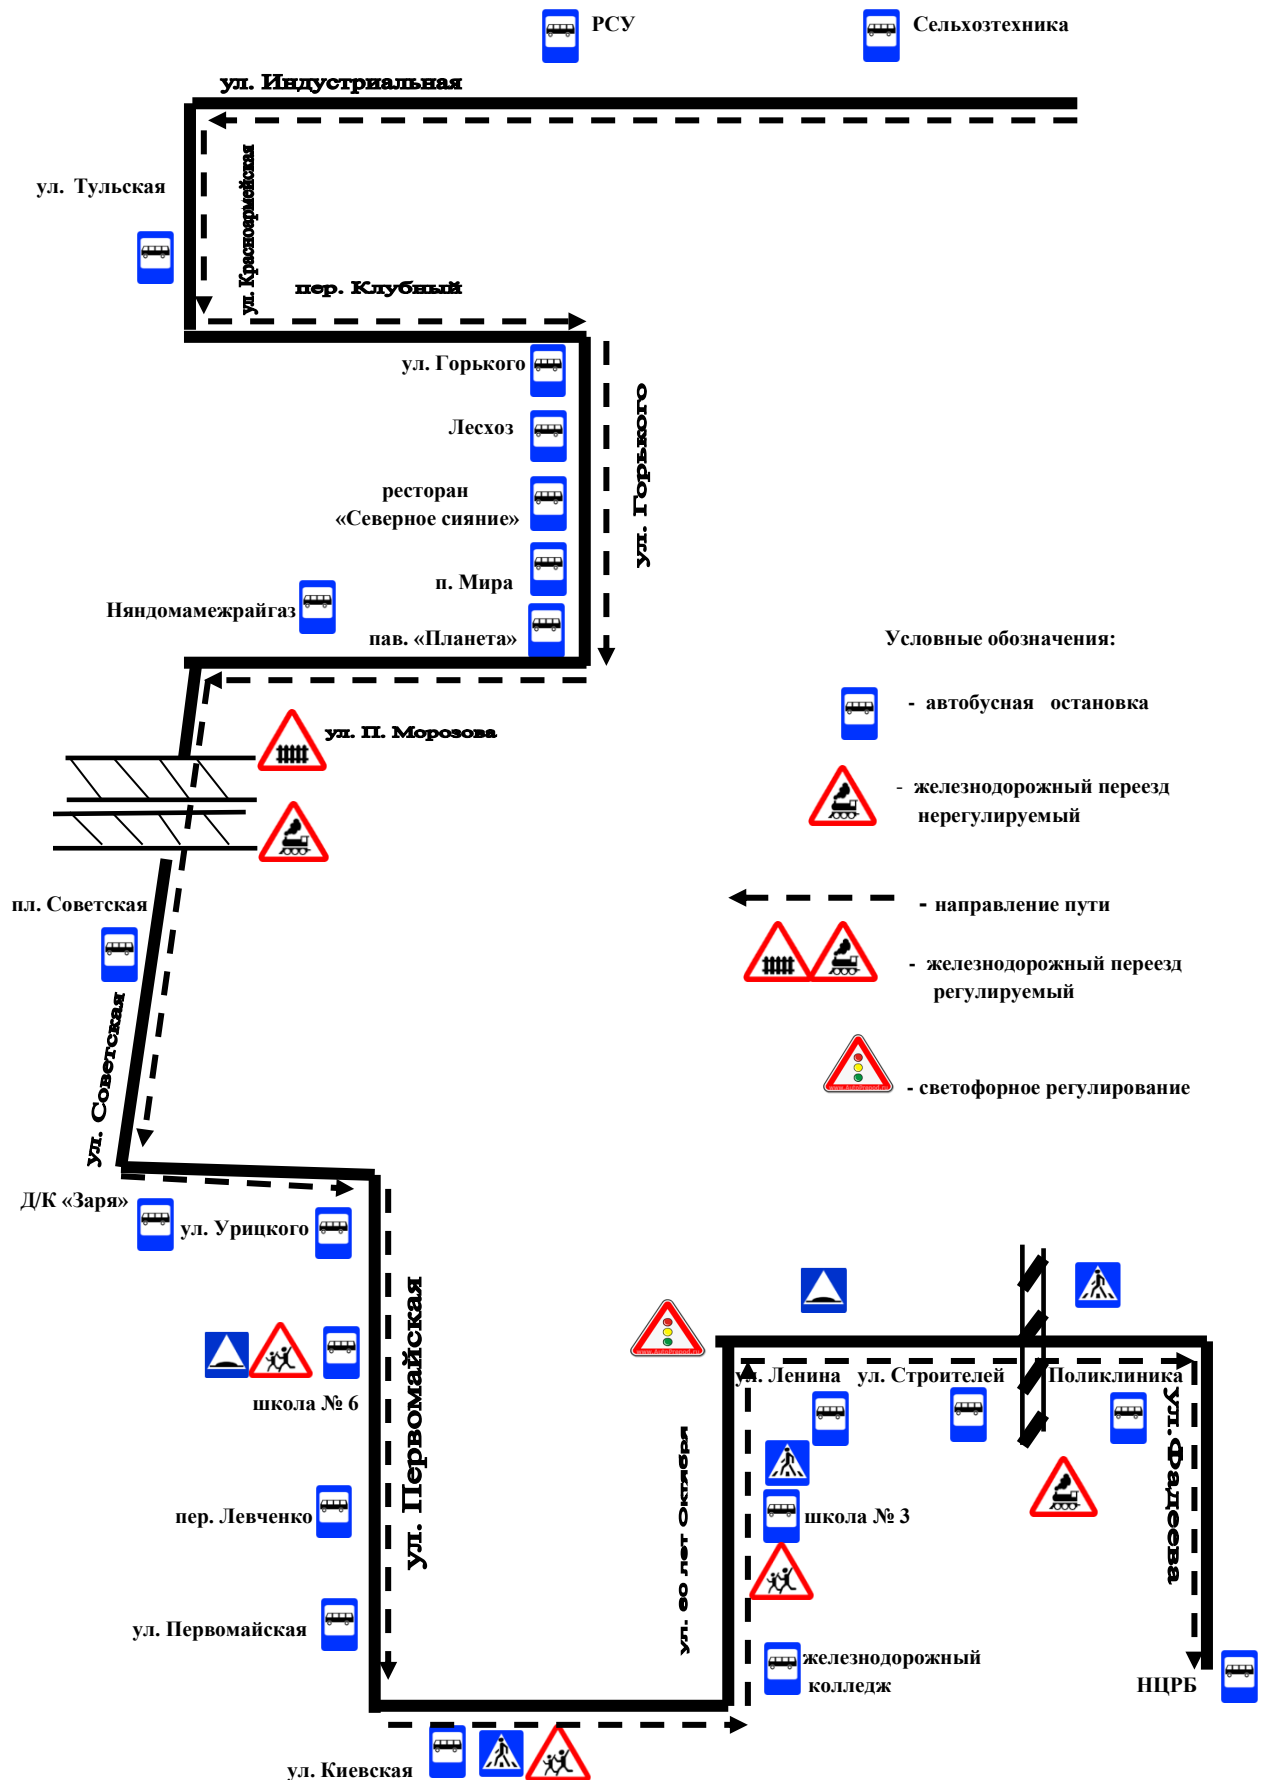 РСУ
Сельхозтехника
ул. Индустриальная
ул. Тульская
ул. Красноармейская
пер. Клубный
ул. Горького
ул. Горького
Лесхоз
ресторан
«Северное сияние»
п. Мира
Няндомамежрайгаз
пав. «Планета»
Условные обозначения:
- автобусная остановка
ул. П. Морозова
- железнодорожный переезд
нерегулируемый
пл. Советская
- направление пути
- железнодорожный переезд
регулируемый
ул. Советская
- светофорное регулирование
Д/К «Заря»
ул. Урицкого
ул. Первомайская
школа № 6
ул. Ленина
ул. Строителей
Поликлиника
ул.Фадеева
ул. 60 лет Октября
пер. Левченко
школа № 3
ул. Первомайская
железнодорожный
колледж
НЦРБ
ул. Киевская